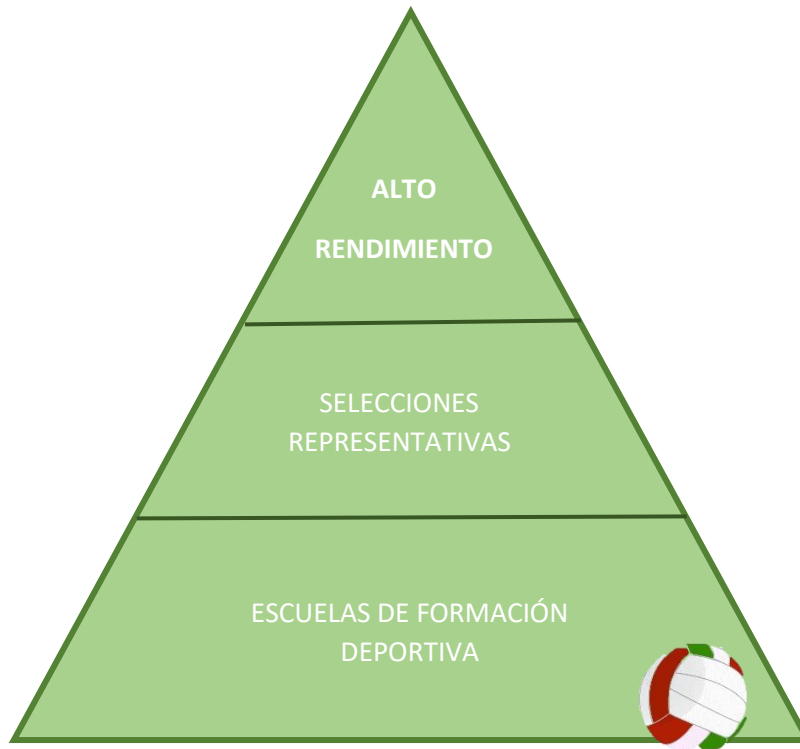 ALTO
RENDIMIENTO
SELECCIONES
REPRESENTATIVAS
ESCUELAS DE FORMACIÓN
DEPORTIVA